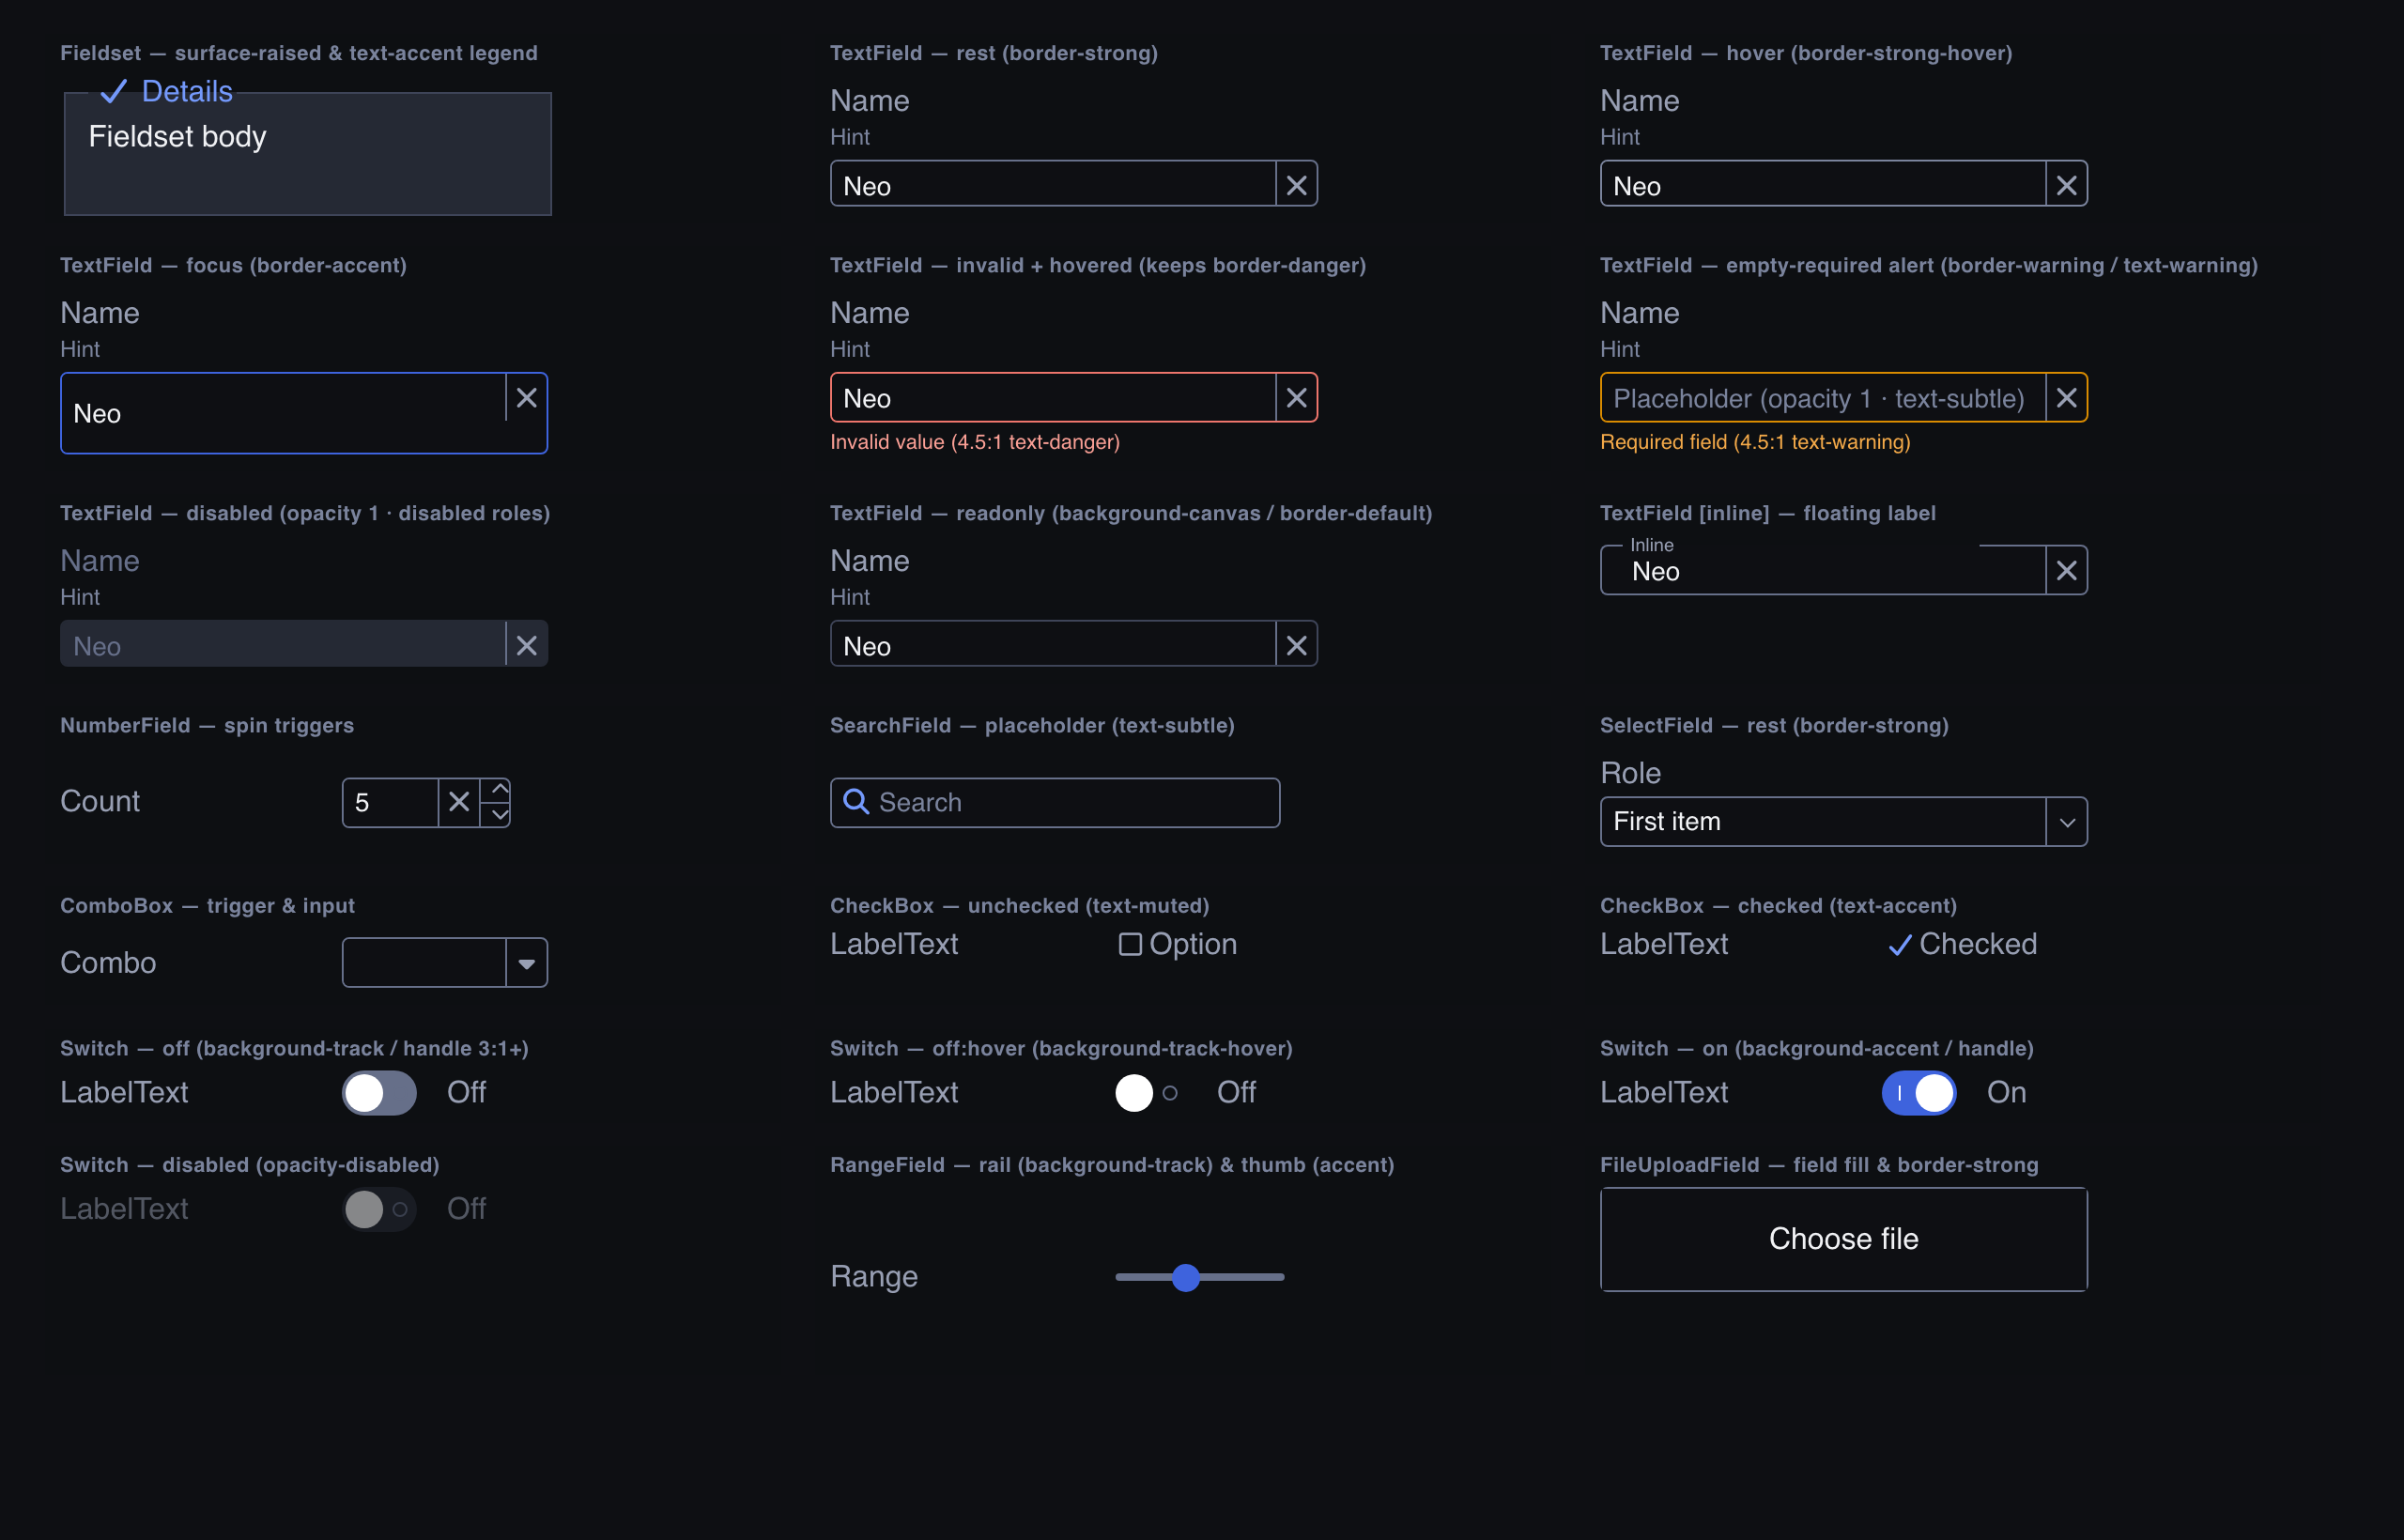 Fieldset — surface-raised & text-accent legend
Details
Fieldset body
TextField — rest (border-strong)
Name
Hint
Neo
TextField — hover (border-strong-hover)
Name
Hint
Neo
TextField — focus (border-accent)
Name
Hint
Neo
TextField — invalid + hovered (keeps border-danger)
Name
Hint
Neo
Invalid value (4.5:1 text-danger)
TextField — empty-required alert (border-warning / text-warning)
Name
Hint
Placeholder (opacity 1 · text-subtle)
Required field (4.5:1 text-warning)
TextField — disabled (opacity 1 · disabled roles)
Name
Hint
Neo
TextField — readonly (background-canvas / border-default)
Name
Hint
Neo
TextField [inline] — floating label
Inline
Neo
NumberField — spin triggers
Count
5
SearchField — placeholder (text-subtle)
Search
SelectField — rest (border-strong)
Role
First item
ComboBox — trigger & input
Combo
CheckBox — unchecked (text-muted)
LabelText
Option
CheckBox — checked (text-accent)
LabelText
Checked
Switch — off (background-track / handle 3:1+)
LabelText
Off
Switch — off:hover (background-track-hover)
LabelText
Off
Switch — on (background-accent / handle)
LabelText
On
Switch — disabled (opacity-disabled)
LabelText
Off
RangeField — rail (background-track) & thumb (accent)
Range
FileUploadField — field fill & border-strong
Choose file